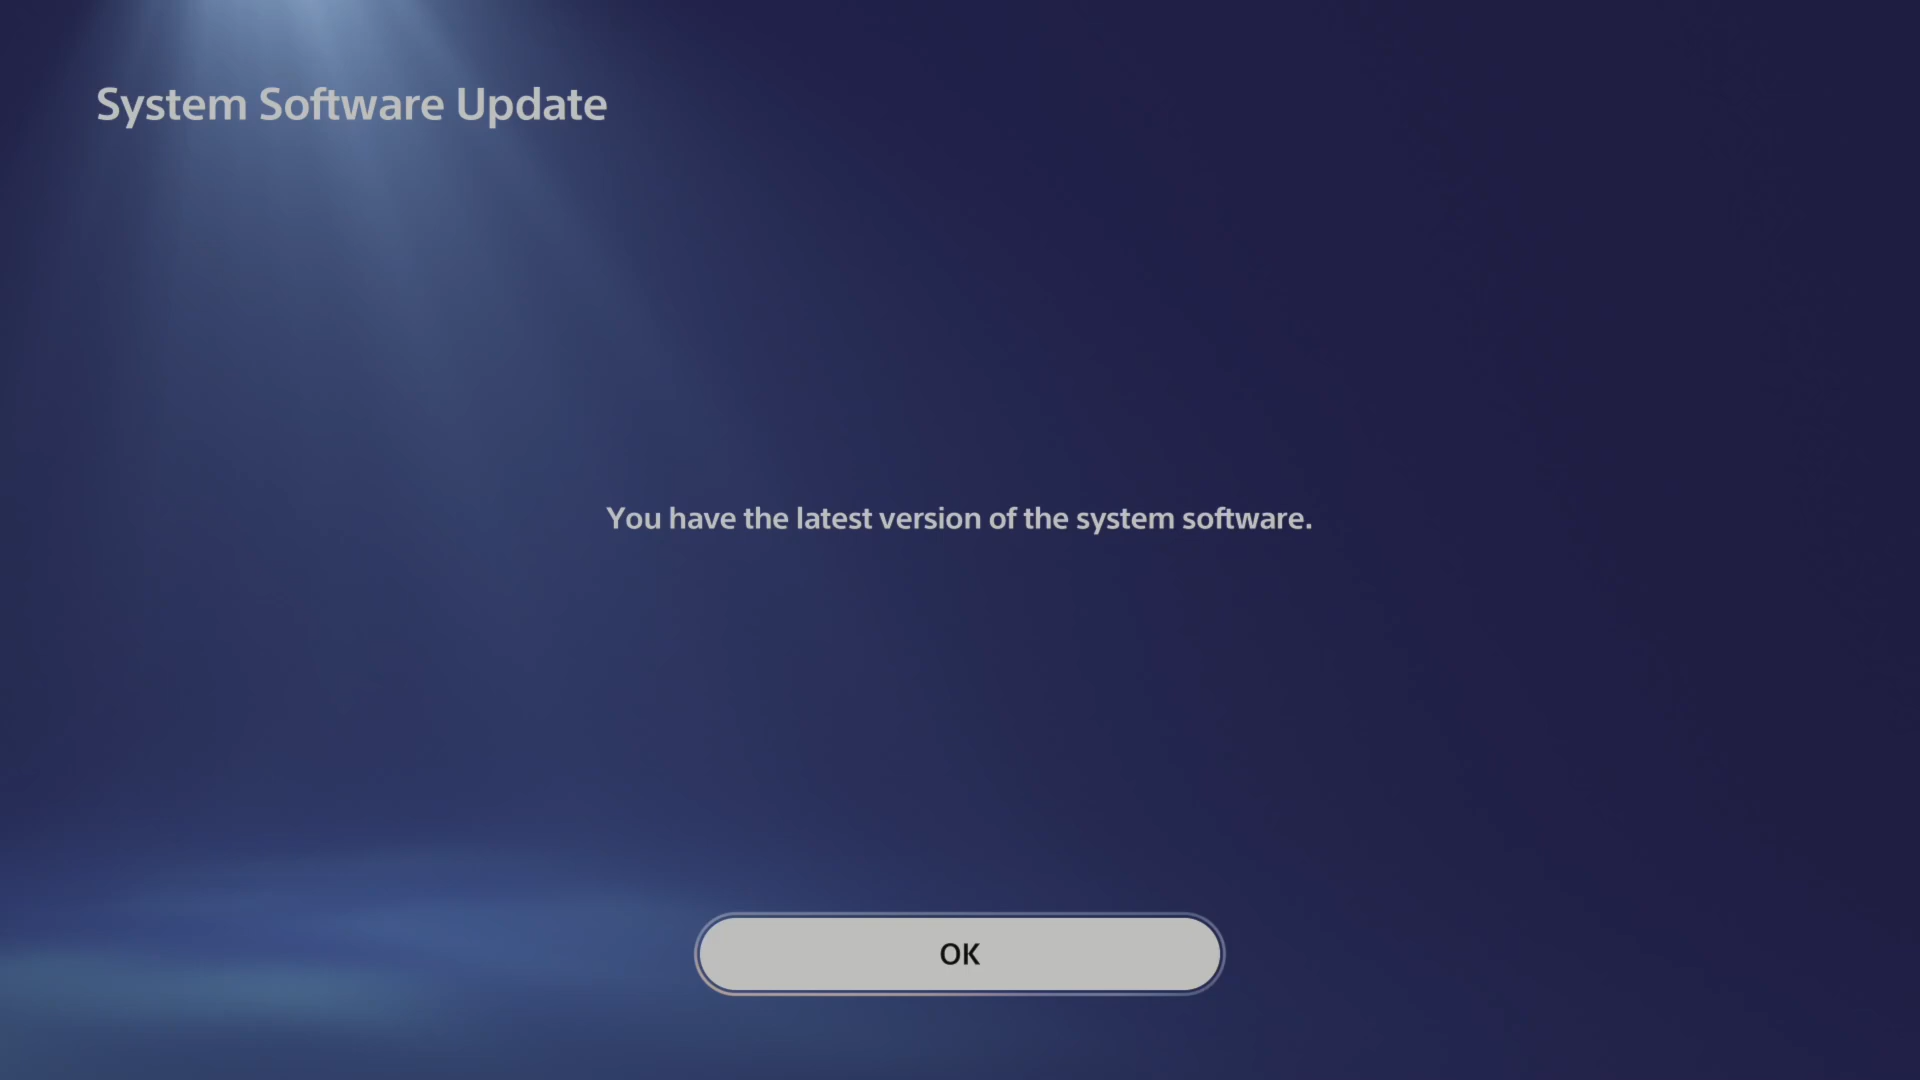 System Software Update
You have the latest version of the system software.
OK